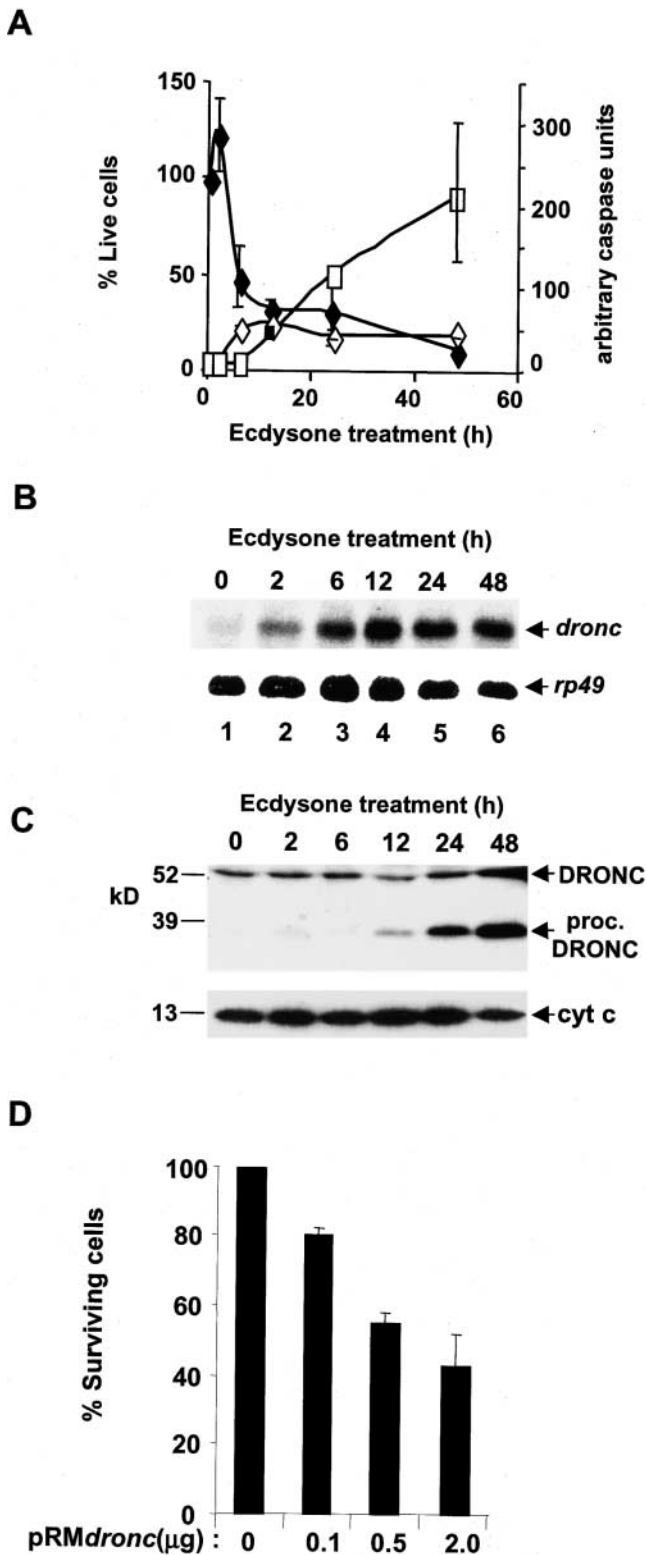 A
% Live cells
150
100
50
0
arbitrary caspase units
300
200
100
0
0 20 40 60
Ecdysone treatment (h)
B
Ecdysone treatment (h)
0 2 6 12 24 48
dronc
rp49
1 2 3 4 5 6
C
Ecdysone treatment (h)
0 2 6 12 24 48
kD
52
DRONC
39
proc.
DRONC
13
cyt c
D
% Surviving cells
100
80
60
40
20
0
pRMdronc(μg) : 0 0.1 0.5 2.0